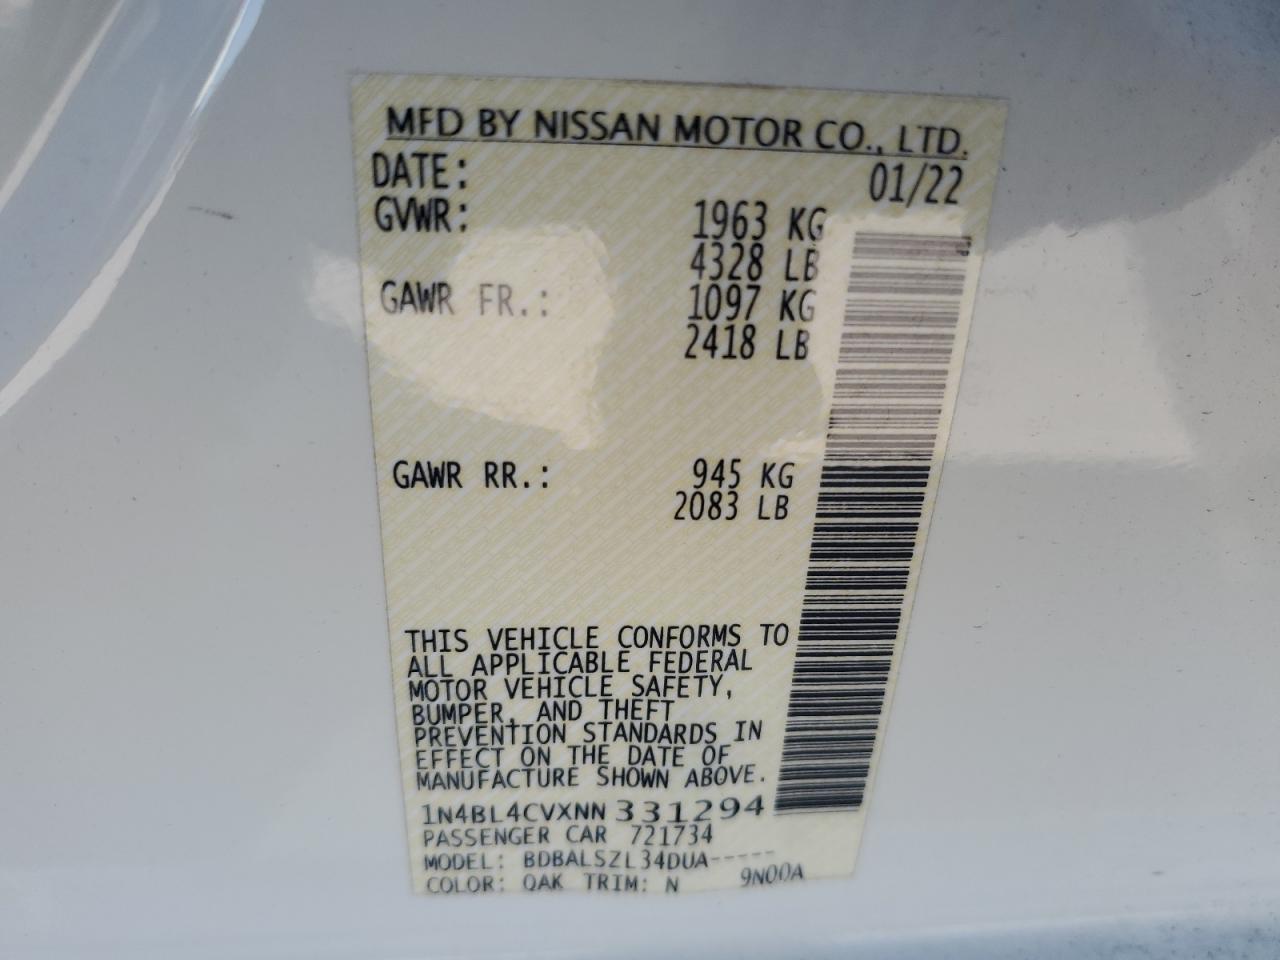 MFD BY NISSAN MOTOR CO., LTD.
DATE: 01/22
GVWR: 1963 KG
4328 LB
GAWR FR.: 1097 KG
2418 LB
GAWR RR.: 945 KG
2083 LB
THIS VEHICLE CONFORMS TO
ALL APPLICABLE FEDERAL
MOTOR VEHICLE SAFETY,
BUMPER, AND THEFT
PREVENTION STANDARDS IN
EFFECT ON THE DATE OF
MANUFACTURE SHOWN ABOVE.
1N4BL4CVXNN 331294
PASSENGER CAR 721734
MODEL: BDBALSZL34DUA-----
COLOR: QAK TRIM: N 9N00A